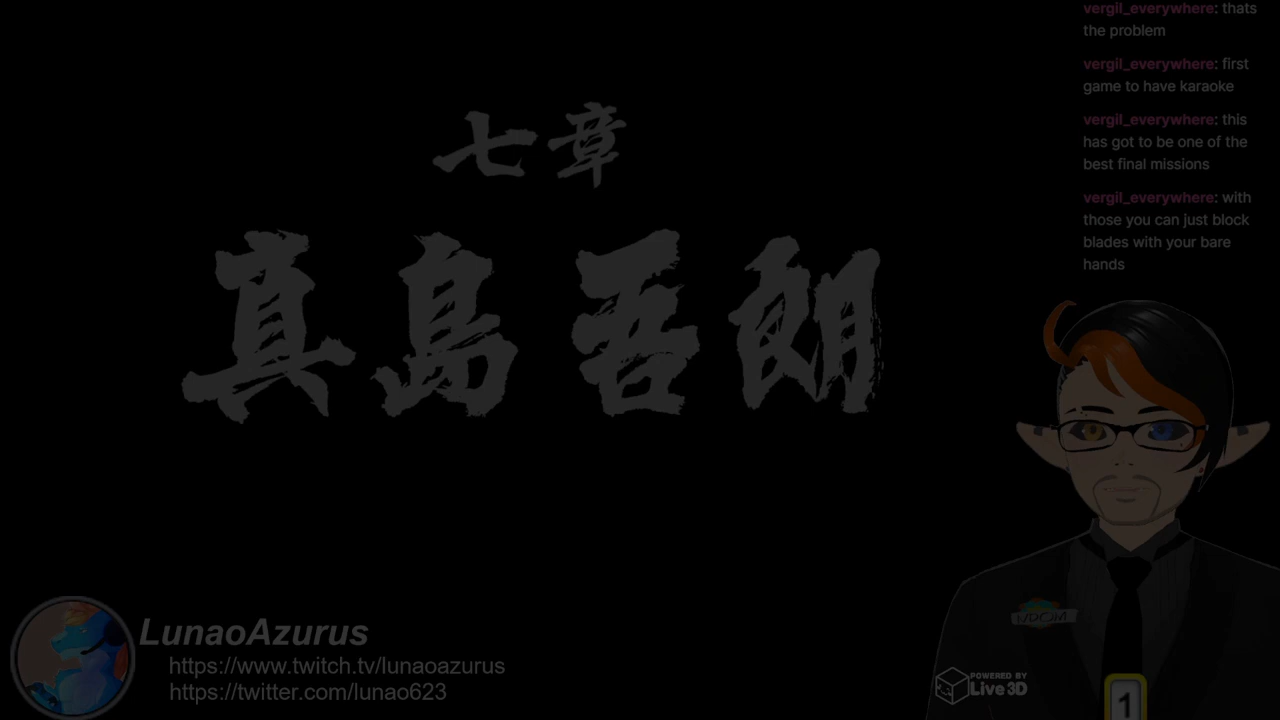 七章
真島吾朗
vergil_everywhere: thats
the problem
vergil_everywhere: first
game to have karaoke
vergil_everywhere: this
has got to be one of the
best final missions
vergil_everywhere: with
those you can just block
blades with your bare
hands
LunaoAzurus
https://www.twitch.tv/lunaoazurus
https://twitter.com/lunao623
POWERED BY
Live3D
1